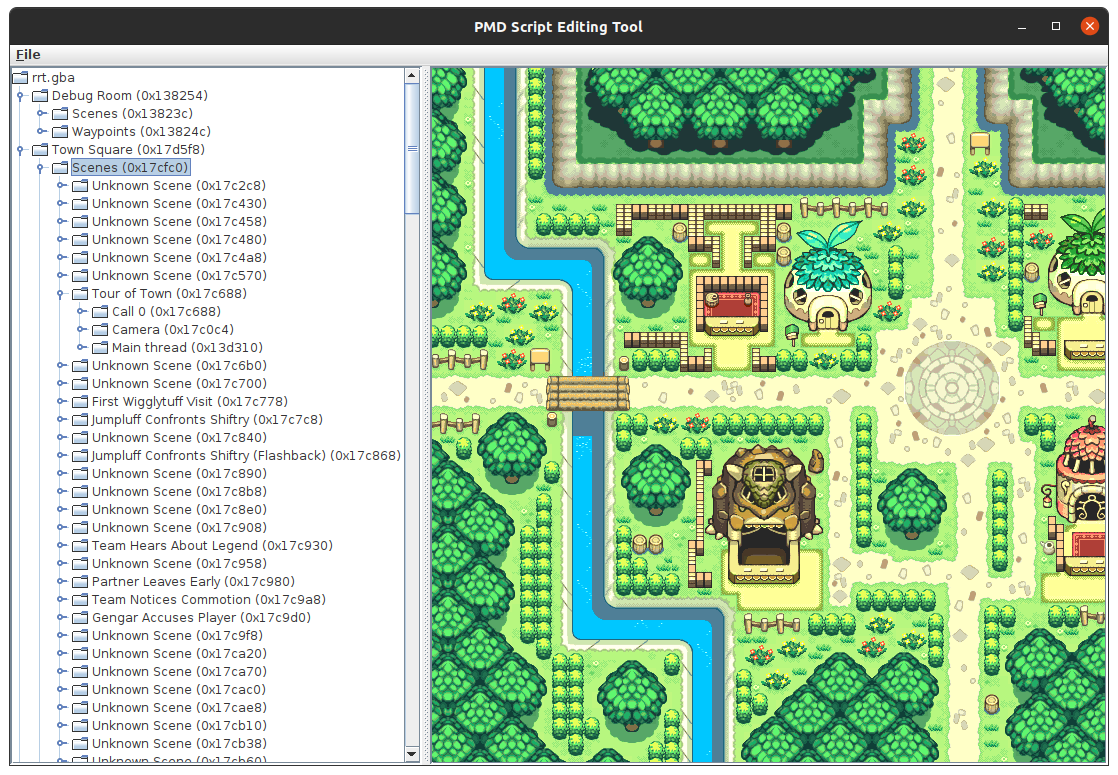 PMD Script Editing Tool
File
rrt.gba
Debug Room (0x138254)
Scenes (0x13823c)
Waypoints (0x13824c)
Town Square (0x17d5f8)
Scenes (0x17cfc0)
Unknown Scene (0x17c2c8)
Unknown Scene (0x17c430)
Unknown Scene (0x17c458)
Unknown Scene (0x17c480)
Unknown Scene (0x17c4a8)
Unknown Scene (0x17c570)
Tour of Town (0x17c688)
Call 0 (0x17c688)
Camera (0x17c0c4)
Main thread (0x13d310)
Unknown Scene (0x17c6b0)
Unknown Scene (0x17c700)
First Wigglytuff Visit (0x17c778)
Jumpluff Confronts Shiftry (0x17c7c8)
Unknown Scene (0x17c840)
Jumpluff Confronts Shiftry (Flashback) (0x17c868)
Unknown Scene (0x17c890)
Unknown Scene (0x17c8b8)
Unknown Scene (0x17c8e0)
Unknown Scene (0x17c908)
Team Hears About Legend (0x17c930)
Unknown Scene (0x17c958)
Partner Leaves Early (0x17c980)
Team Notices Commotion (0x17c9a8)
Gengar Accuses Player (0x17c9d0)
Unknown Scene (0x17c9f8)
Unknown Scene (0x17ca20)
Unknown Scene (0x17ca70)
Unknown Scene (0x17cac0)
Unknown Scene (0x17cae8)
Unknown Scene (0x17cb10)
Unknown Scene (0x17cb38)
Unknown Scene (0x17cb60)